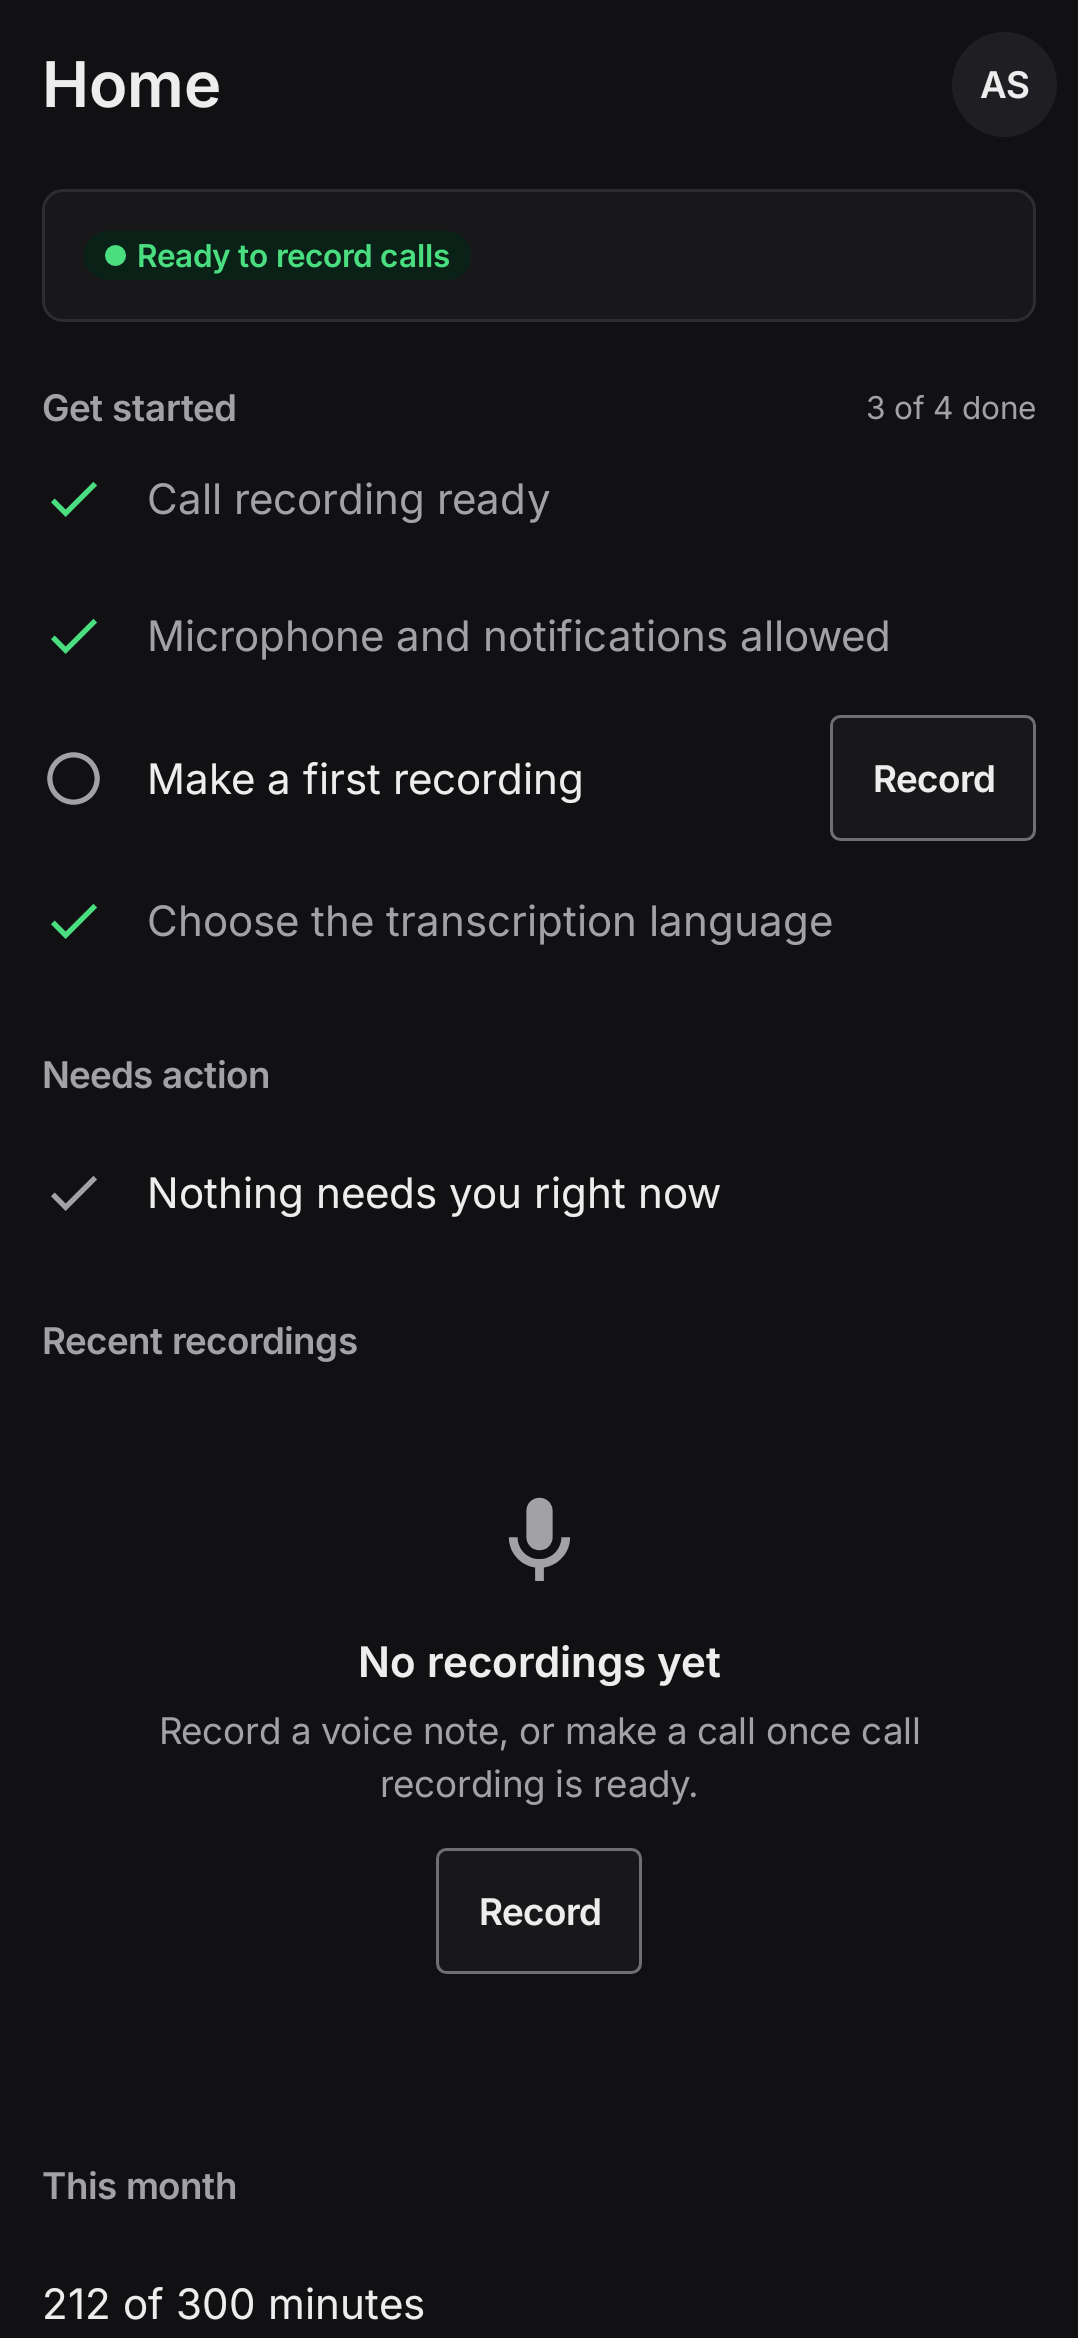 Home
AS
Ready to record calls
Get started
3 of 4 done
Call recording ready
Microphone and notifications allowed
Make a first recording
Record
Choose the transcription language
Needs action
Nothing needs you right now
Recent recordings
No recordings yet
Record a voice note, or make a call once call
recording is ready.
Record
This month
212 of 300 minutes